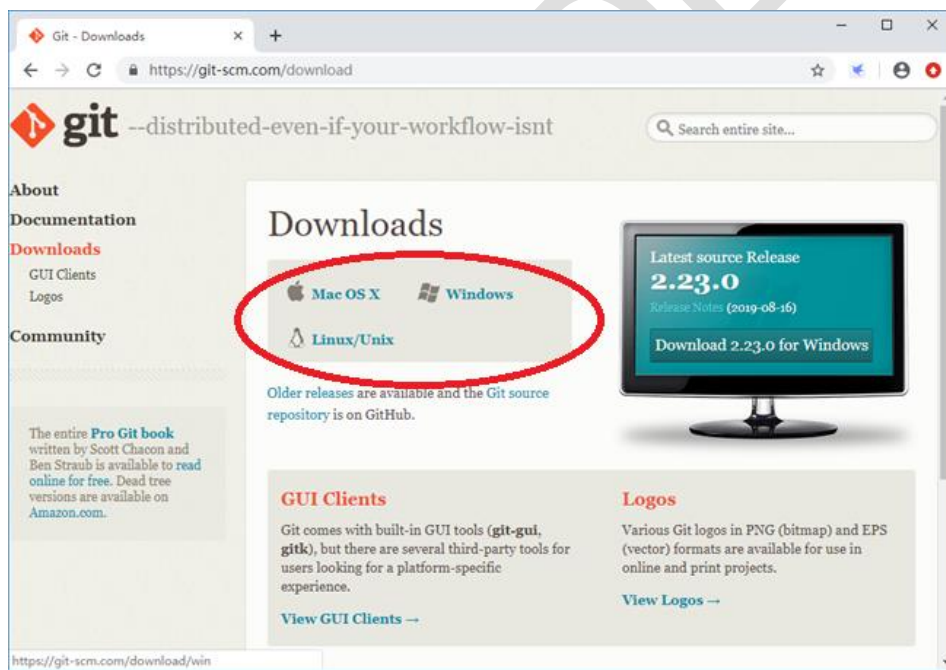 Git - Downloads
https://git-scm.com/download
git --distributed-even-if-your-workflow-isnt
Search entire site...
About
Documentation
Downloads
GUI Clients
Logos
Community
The entire Pro Git book
written by Scott Chacon and
Ben Straub is available to read
online for free. Dead tree
versions are available on
Amazon.com.
Downloads
Mac OS X
Windows
Linux/Unix
Older releases are available and the Git source
repository is on GitHub.
Latest source Release
2.23.0
Release Notes (2019-08-16)
Download 2.23.0 for Windows
GUI Clients
Git comes with built-in GUI tools (git-gui,
gitk), but there are several third-party tools for
users looking for a platform-specific
experience.
View GUI Clients →
Logos
Various Git logos in PNG (bitmap) and EPS
(vector) formats are available for use in
online and print projects.
View Logos →
https://git-scm.com/download/win